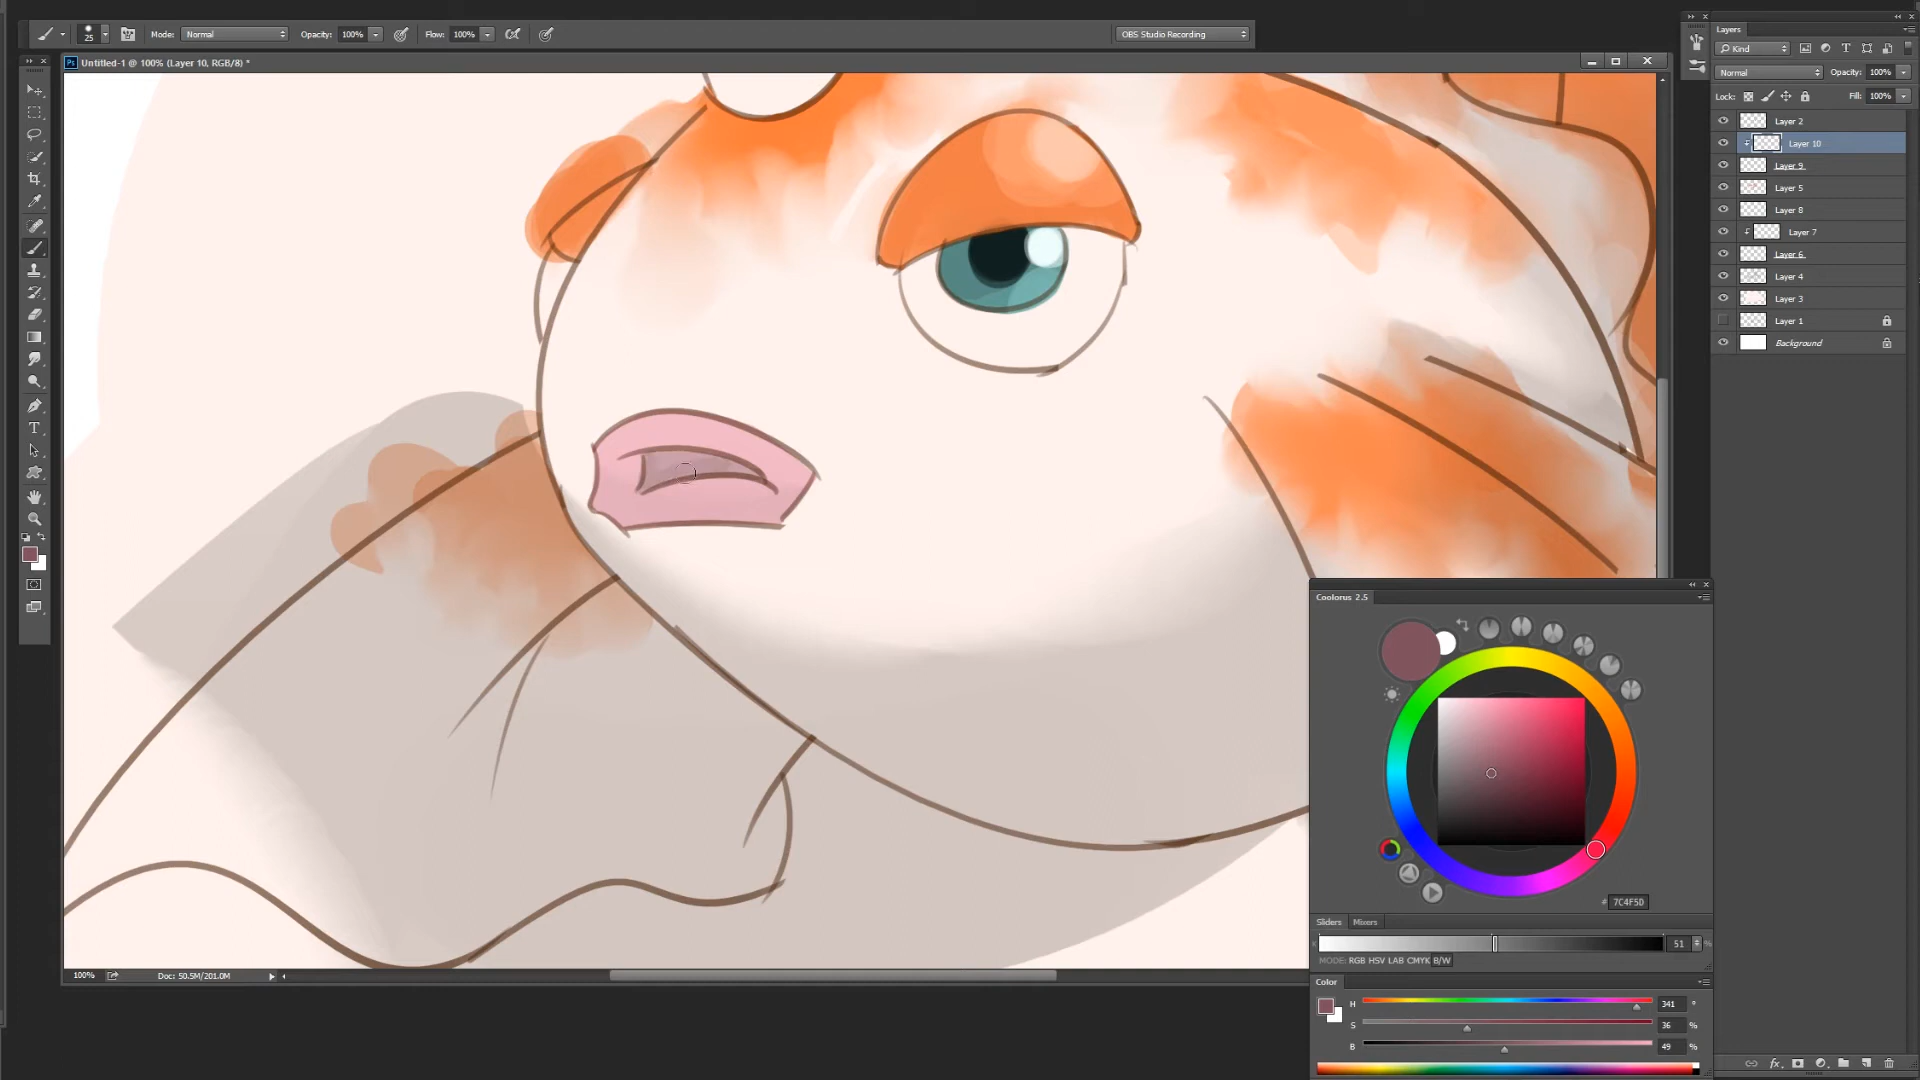 25
Mode: Normal
Opacity: 100%
Flow: 100%
OBS Studio Recording
Untitled-1 @ 100% (Layer 10, RGB/8) *
Layers
Kind
Normal
Opacity: 100%
Lock:
Fill: 100%
Layer 2
Layer 10
Layer 9
Layer 5
Layer 8
Layer 7
Layer 6
Layer 4
Layer 3
Layer 1
Background
Coolorus 2.5
# 7C4F5D
Sliders Mixers
K 51 %
MODE: RGB HSV LAB CMYK B/W
Color
H 341 °
S 36 %
B 49 %
100% Doc: 50.5M/201.0M